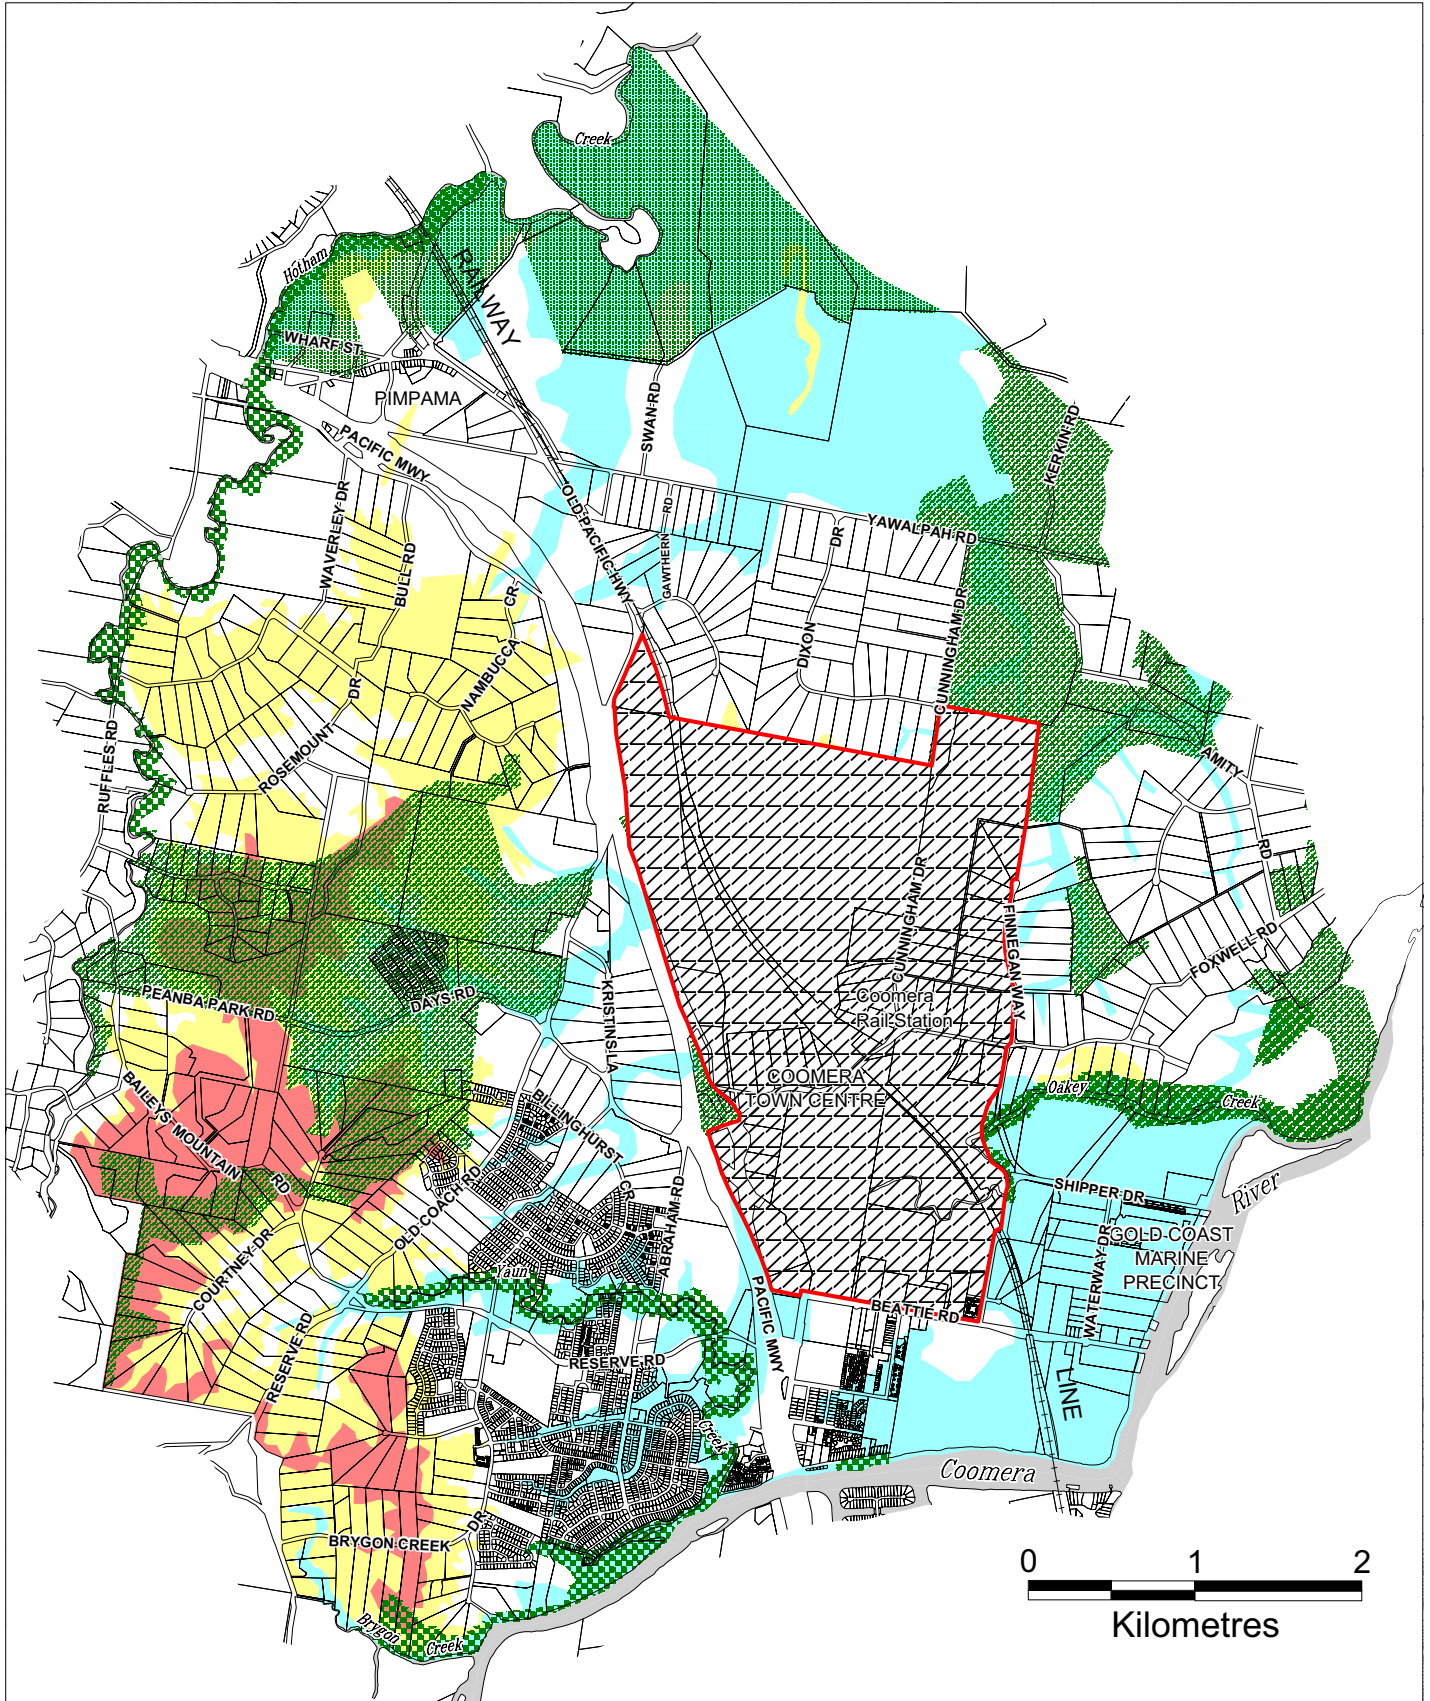 Creek
Hotham
RAILWAY
WHARF ST
PIMPAMA
SWAN RD
KERKIN RD
PACIFIC MWY
OLD PACIFIC HWY
GAWTHERN RD
YAWALPAH RD
WAVERLEY DR
BULL RD
DIXON DR
CUNNINGHAM DR
NAMBUCCA CR
ROSEMOUNT DR
RUFFLES RD
AMITY RD
CUNNINGHAM DR
FINNEGAN WAY
FOXWELL RD
PEANBA PARK RD
DAYS RD
KRISTINS LA
Coomera
Rail Station
COOMERA
TOWN CENTRE
Oakey Creek
BAILEYS MOUNTAIN RD
BILLINGHURST CR
OLD COACH RD
ABRAHAM RD
SHIPPER DR
River
COURTNEY DR
Yaun
GOLD COAST
MARINE
PRECINCT
WATERWAY DR
PACIFIC MWY
BEATTIE RD
RESERVE RD
RESERVE RD
LINE
Creek
Coomera
BRYGON CREEK DR
Brygon Creek
0 1 2
Kilometres